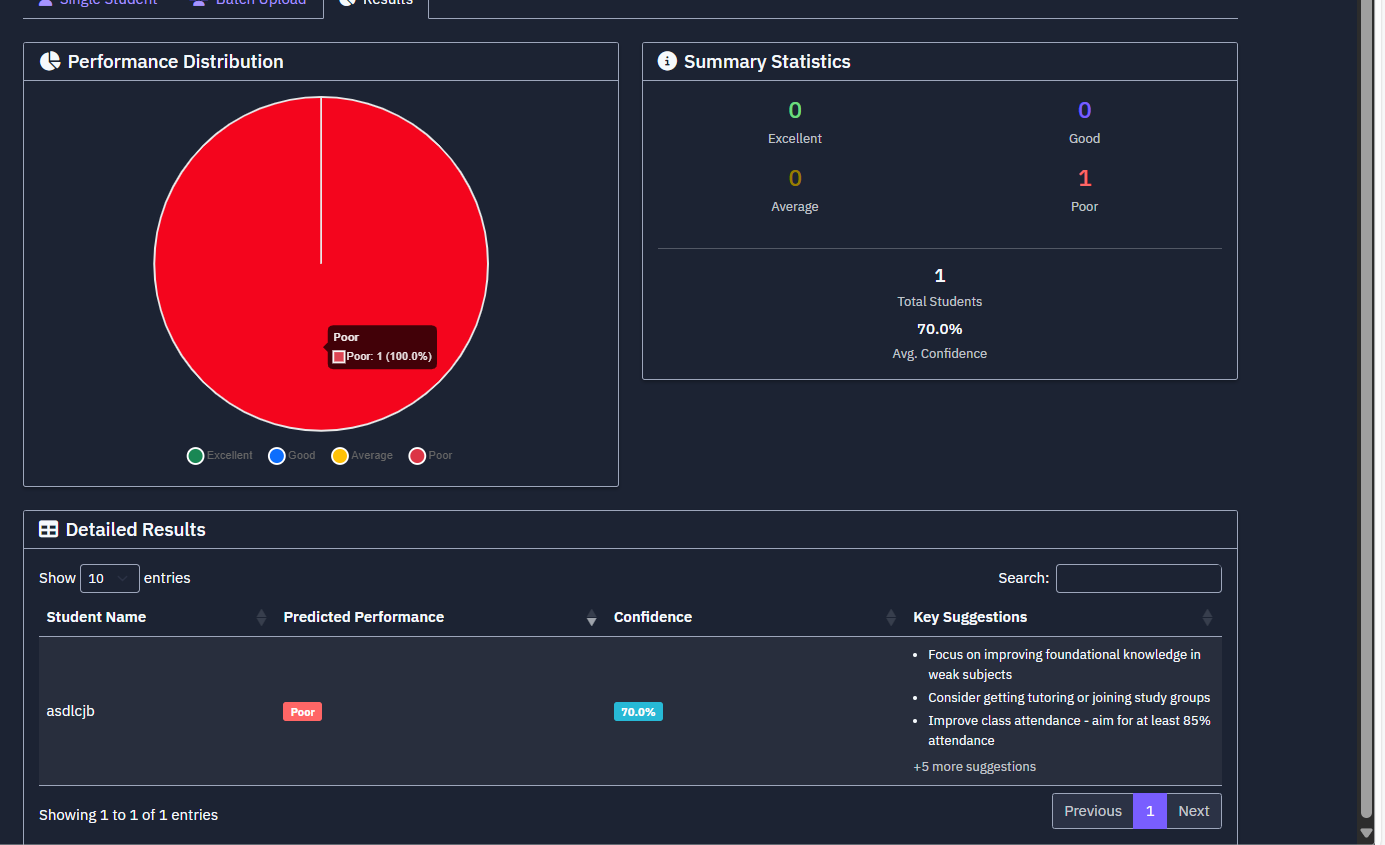 Single Student Batch Upload Results
Performance Distribution
Poor
Poor: 1 (100.0%)
Excellent Good Average Poor
Summary Statistics
0 0
Excellent Good
0 1
Average Poor
1
Total Students
70.0%
Avg. Confidence
Detailed Results
Show 10 entries Search:
Student Name Predicted Performance Confidence Key Suggestions
asdlcjb Poor 70.0%
• Focus on improving foundational knowledge in
weak subjects
• Consider getting tutoring or joining study groups
• Improve class attendance - aim for at least 85%
attendance
+5 more suggestions
Showing 1 to 1 of 1 entries Previous 1 Next